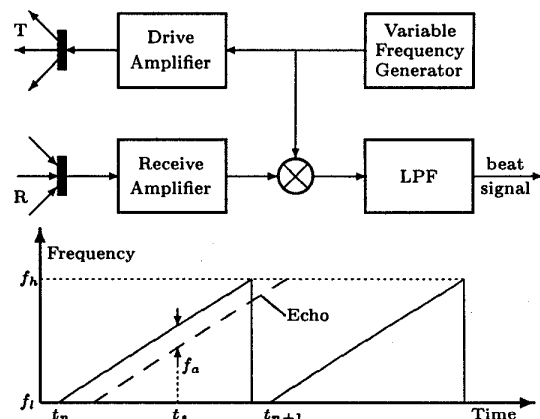 T
Drive
Amplifier
Variable
Frequency
Generator
R
Receive
Amplifier
LPF
beat
signal
Frequency
f_h
Echo
f_a
f_l
t_n
t_s
t_{n+1}
Time